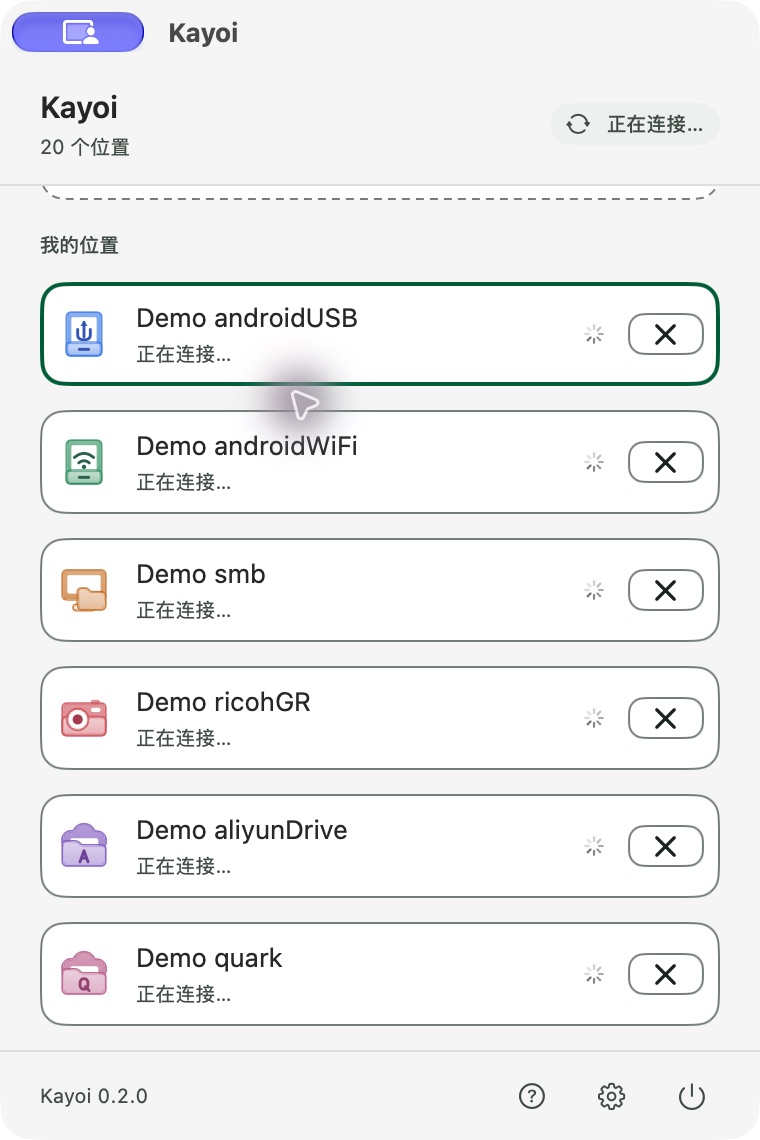 Kayoi
Kayoi
20 个位置
正在连接...
我的位置
Demo androidUSB
正在连接...
Demo androidWiFi
正在连接...
Demo smb
正在连接...
Demo ricohGR
正在连接...
Demo aliyunDrive
正在连接...
A
Demo quark
正在连接...
Q
Kayoi 0.2.0
?